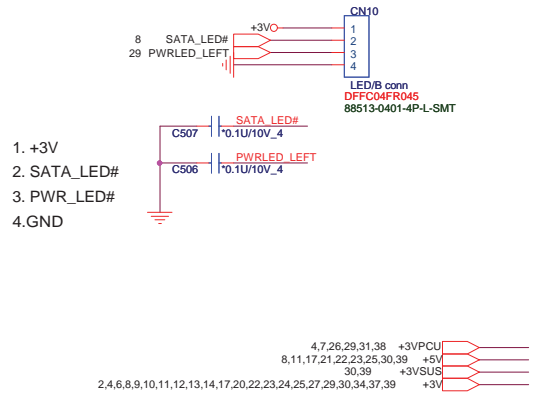 CN10
+3V
1
8 SATA_LED#
2
29 PWRLED_LEFT
3
4
LED/B conn
DFFC04FR045
88513-0401-4P-L-SMT
SATA_LED#
C507
*0.1U/10V_4
PWRLED_LEFT
C506
*0.1U/10V_4
1. +3V
2. SATA_LED#
3. PWR_LED#
4.GND
4,7,26,29,31,38 +3VPCU
8,11,17,21,22,23,25,30,39 +5V
30,39 +3VSUS
2,4,6,8,9,10,11,12,13,14,17,20,22,23,24,25,27,29,30,34,37,39 +3V